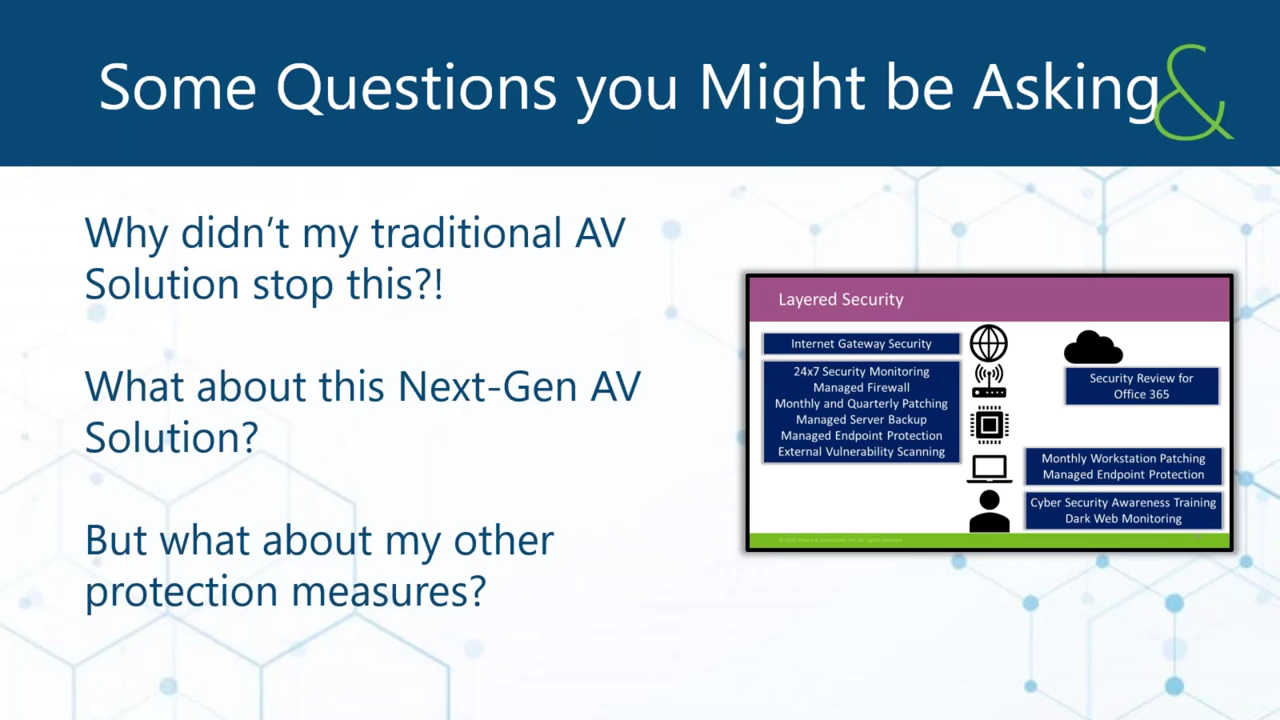 Some Questions you Might be Asking
&
Why didn’t my traditional AV
Solution stop this?!
What about this Next-Gen AV
Solution?
But what about my other
protection measures?
Layered Security
Internet Gateway Security
24x7 Security Monitoring
Managed Firewall
Monthly and Quarterly Patching
Managed Server Backup
Managed Endpoint Protection
External Vulnerability Scanning
Security Review for
Office 365
Monthly Workstation Patching
Managed Endpoint Protection
Cyber Security Awareness Training
Dark Web Monitoring